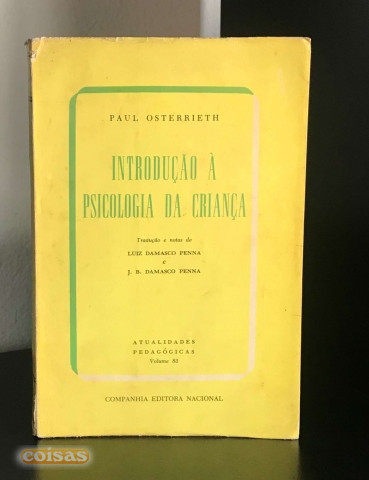 PAUL OSTERRIETH
INTRODUÇÃO À
PSICOLOGIA DA CRIANÇA
Tradução e notas de
LUIZ DAMASCO PENNA
e
J. B. DAMASCO PENNA
ATUALIDADES
PEDAGÓGICAS
Volume 80
COMPANHIA EDITORA NACIONAL
coisas